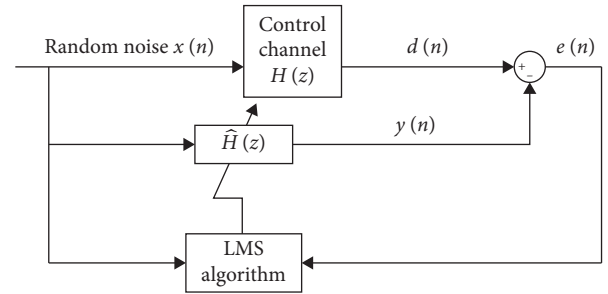 Random noise x (n)
Control
channel
H (z)
d (n)
e (n)
+
−
Ĥ (z)
y (n)
LMS
algorithm